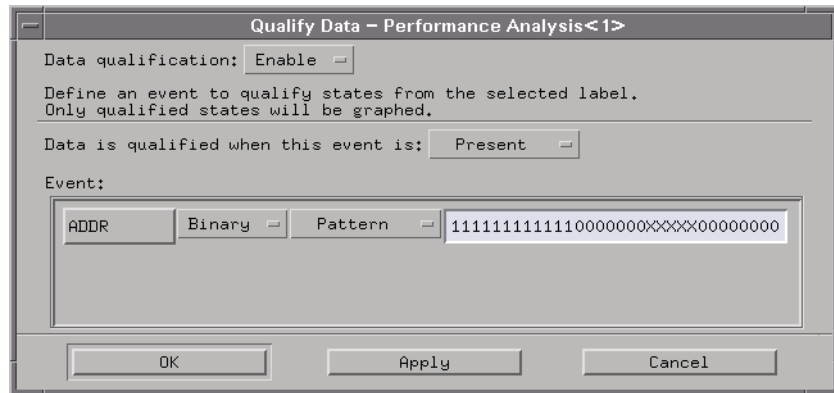 Qualify Data – Performance Analysis<1>
Data qualification: Enable
Define an event to qualify states from the selected label.
Only qualified states will be graphed.
Data is qualified when this event is: Present
Event:
ADDR Binary Pattern 1111111111110000000XXXXX00000000
OK Apply Cancel